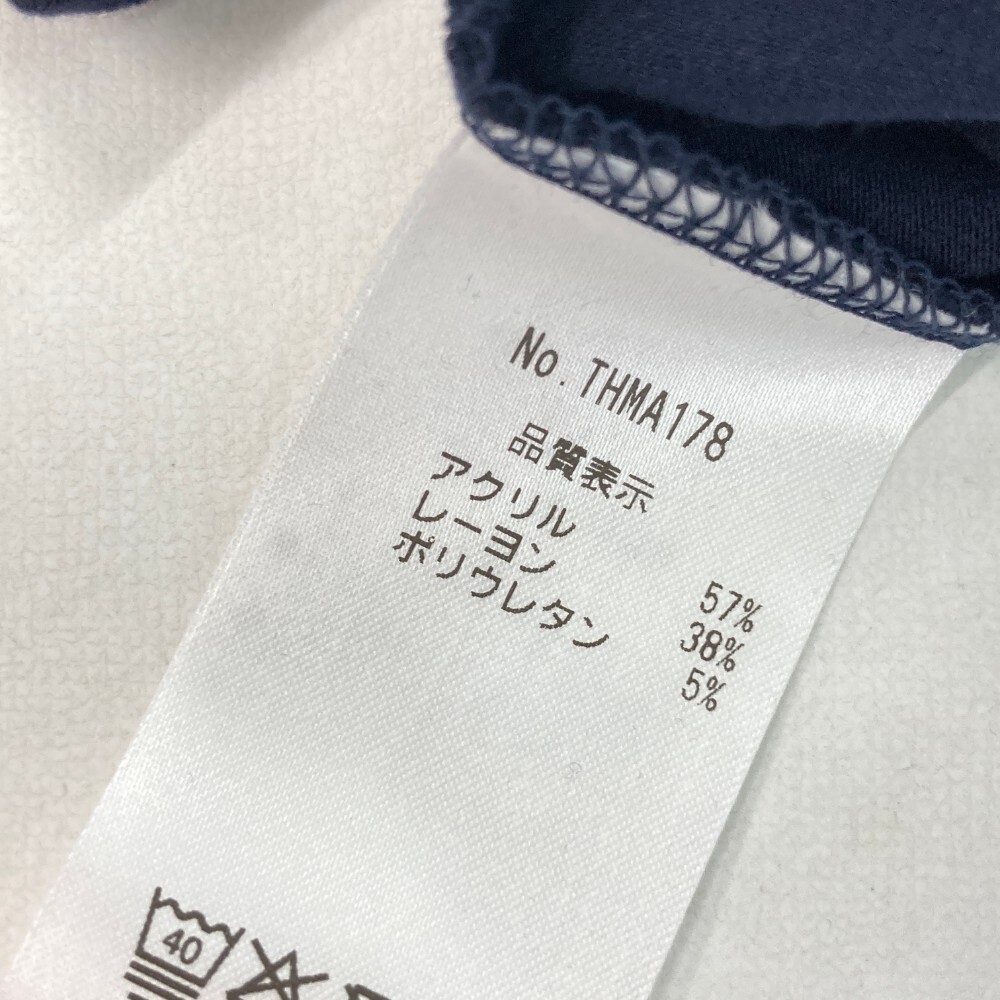 No.THMA178
品質表示
アクリル 57%
レーヨン 38%
ポリウレタン 5%
40